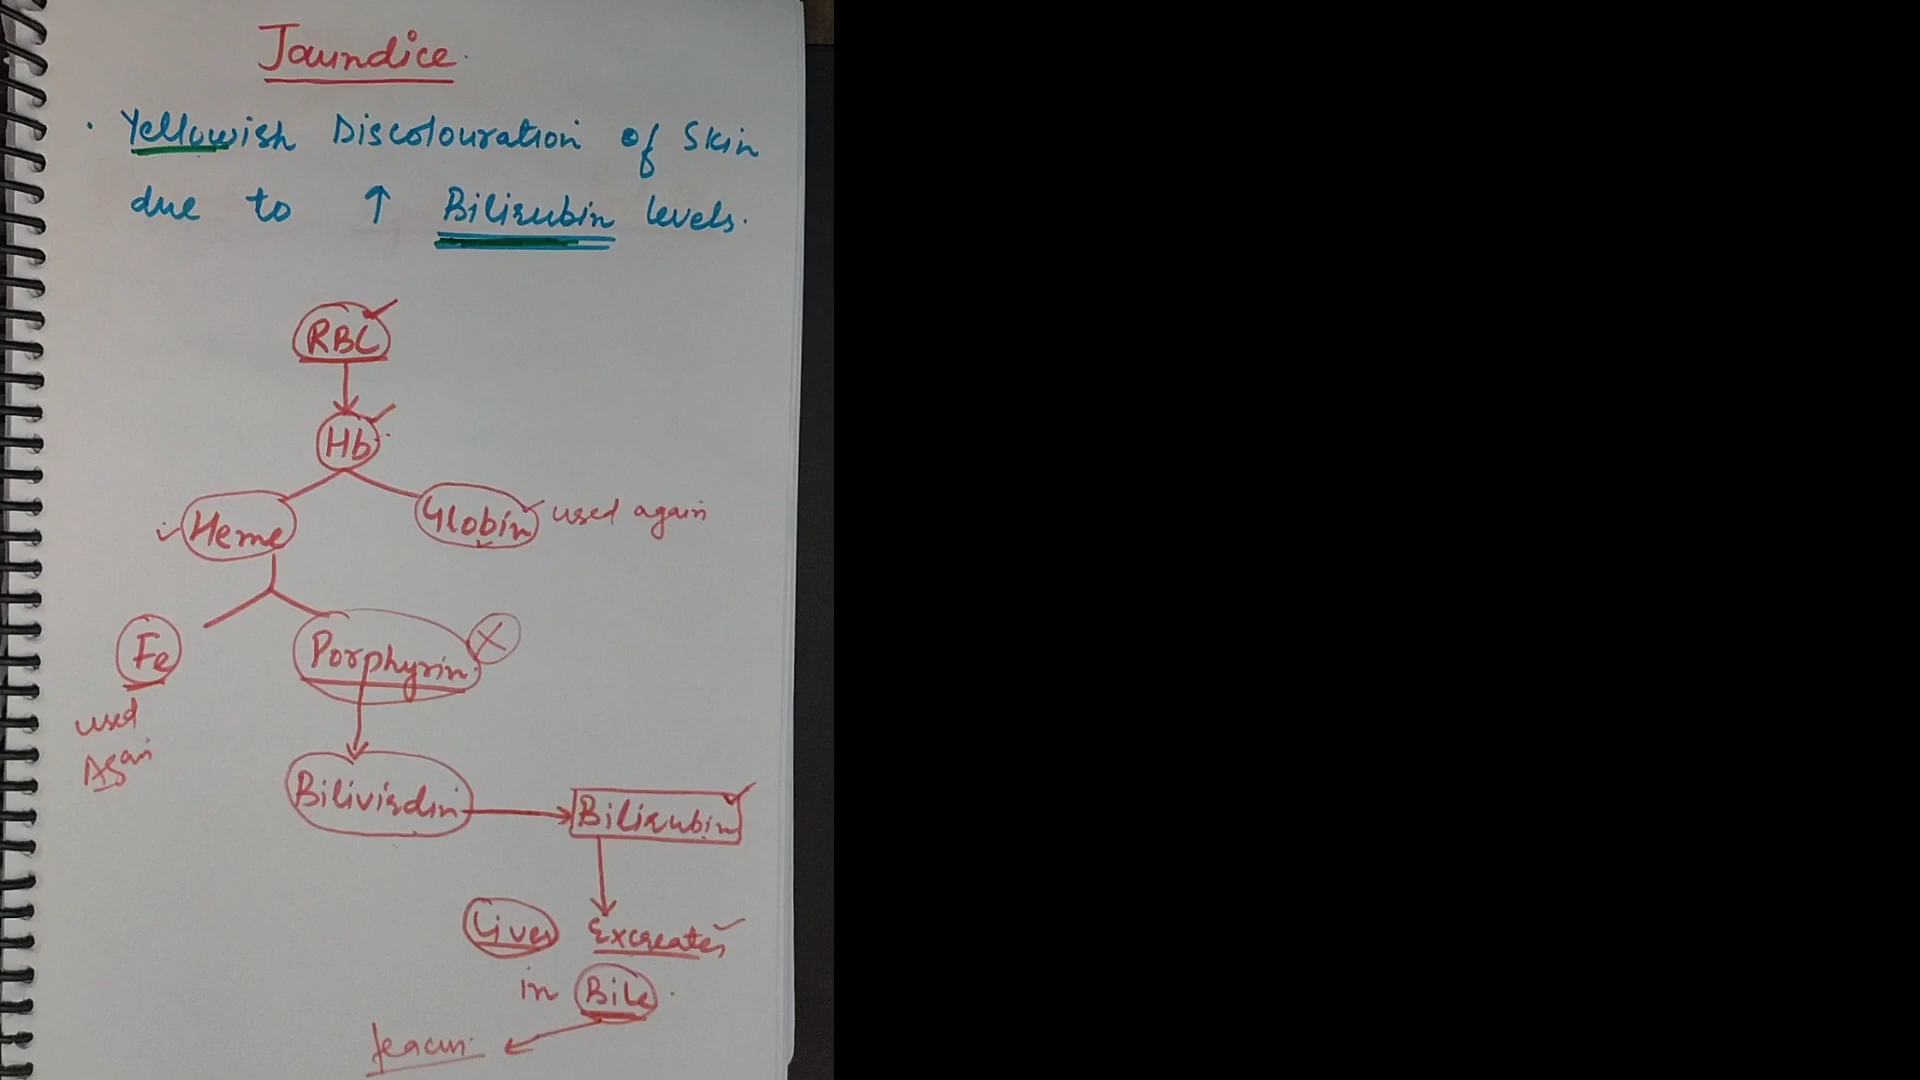 Jaundice.
. Yellowish Discolouration of Skin
due to ↑ Bilirubin levels.
RBC
Hb
Heme
Globin used again
Fe
Porphyrin X
used
Again
Bilivirdin
Bilirubin
Liver Excreates
in Bile.